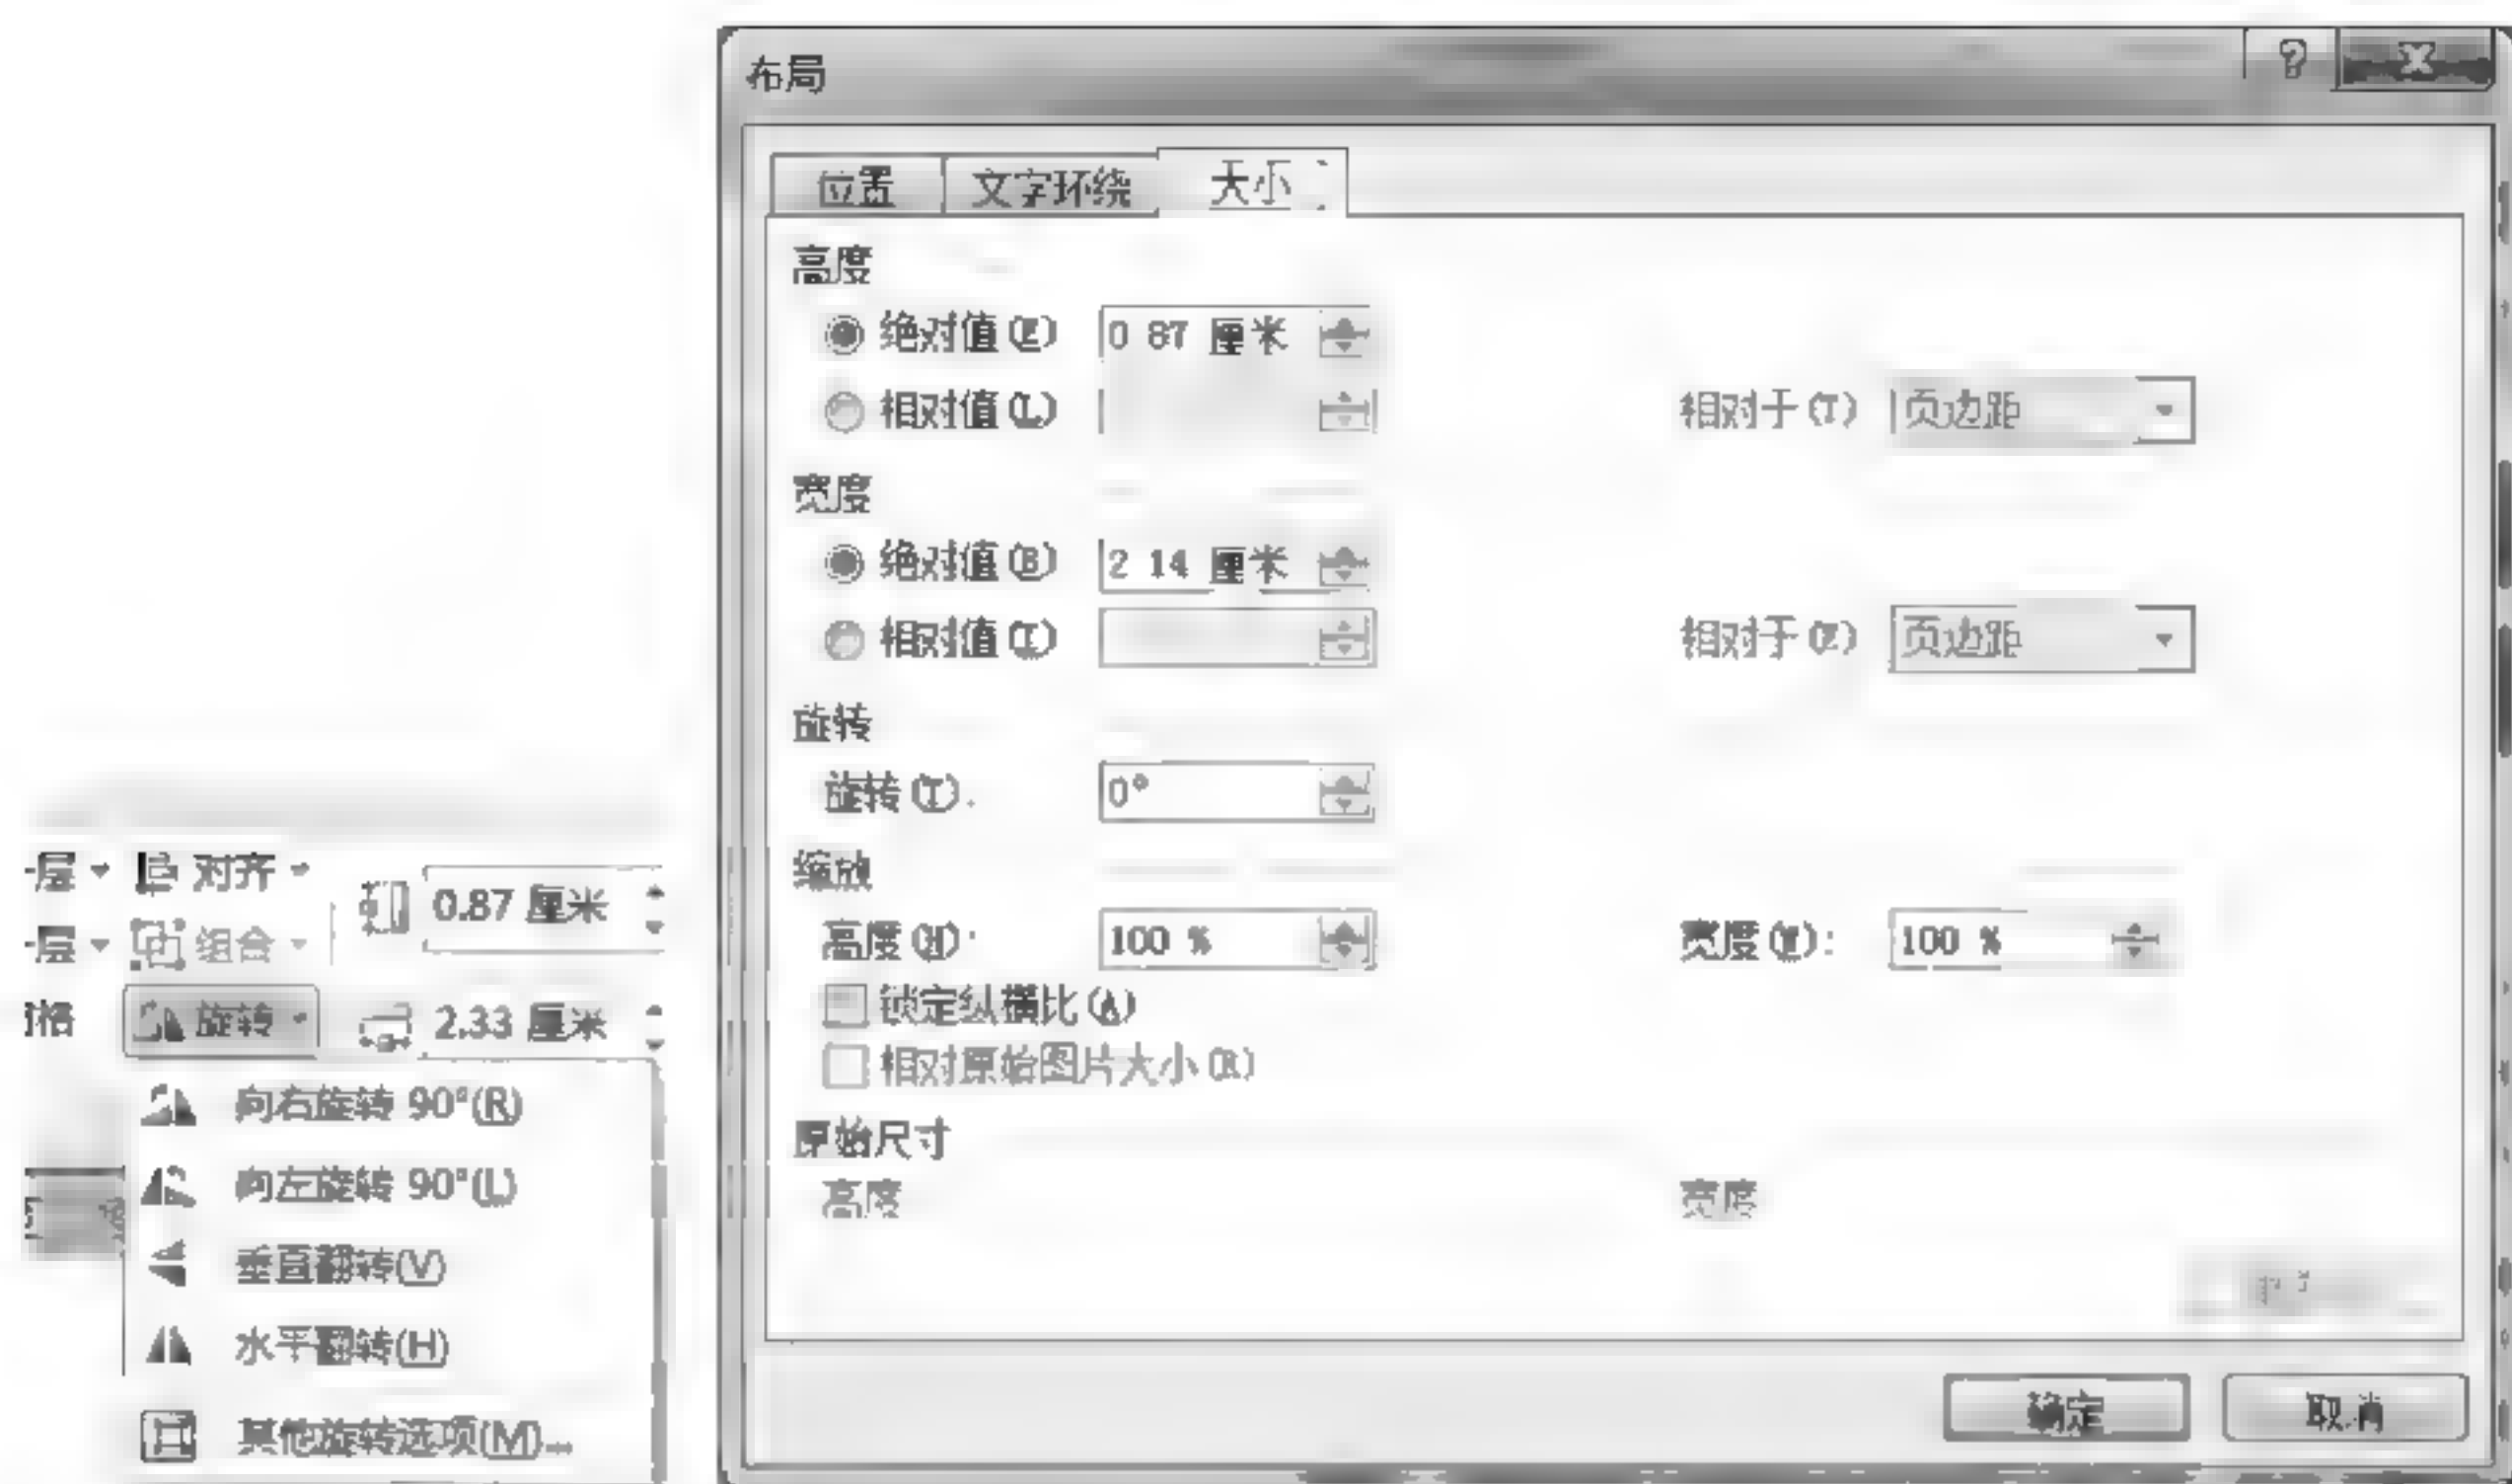 布局
位置 文字环绕 大小
高度
绝对值(E) 0 87 厘米
相对值(L) 相对于(T) 页边距
宽度
绝对值(B) 2 14 厘米
相对值(I) 相对于(E) 页边距
旋转
旋转(T). 0°
缩放
高度(H): 100 % 宽度(W): 100 %
锁定纵横比(A)
相对原始图片大小(R)
原始尺寸
高度 宽度
确定 取消
层 对齐 0.87 厘米
层 组合
格 旋转 2.33 厘米
向右旋转 90°(R)
向左旋转 90°(L)
垂直翻转(V)
水平翻转(H)
其他旋转选项(M)...